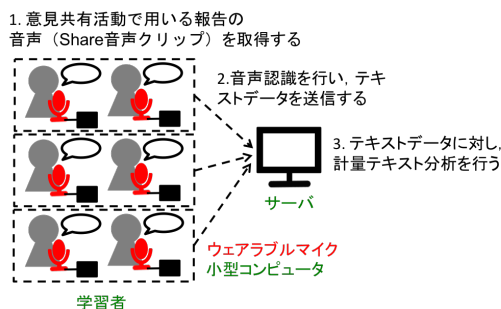 1. 意見共有活動で用いる報告の
音声（Share音声クリップ）を取得する
2.音声認識を行い, テキ
ストデータを送信する
3. テキストデータに対し,
計量テキスト分析を行う
サーバ
ウェアラブルマイク
小型コンピュータ
学習者